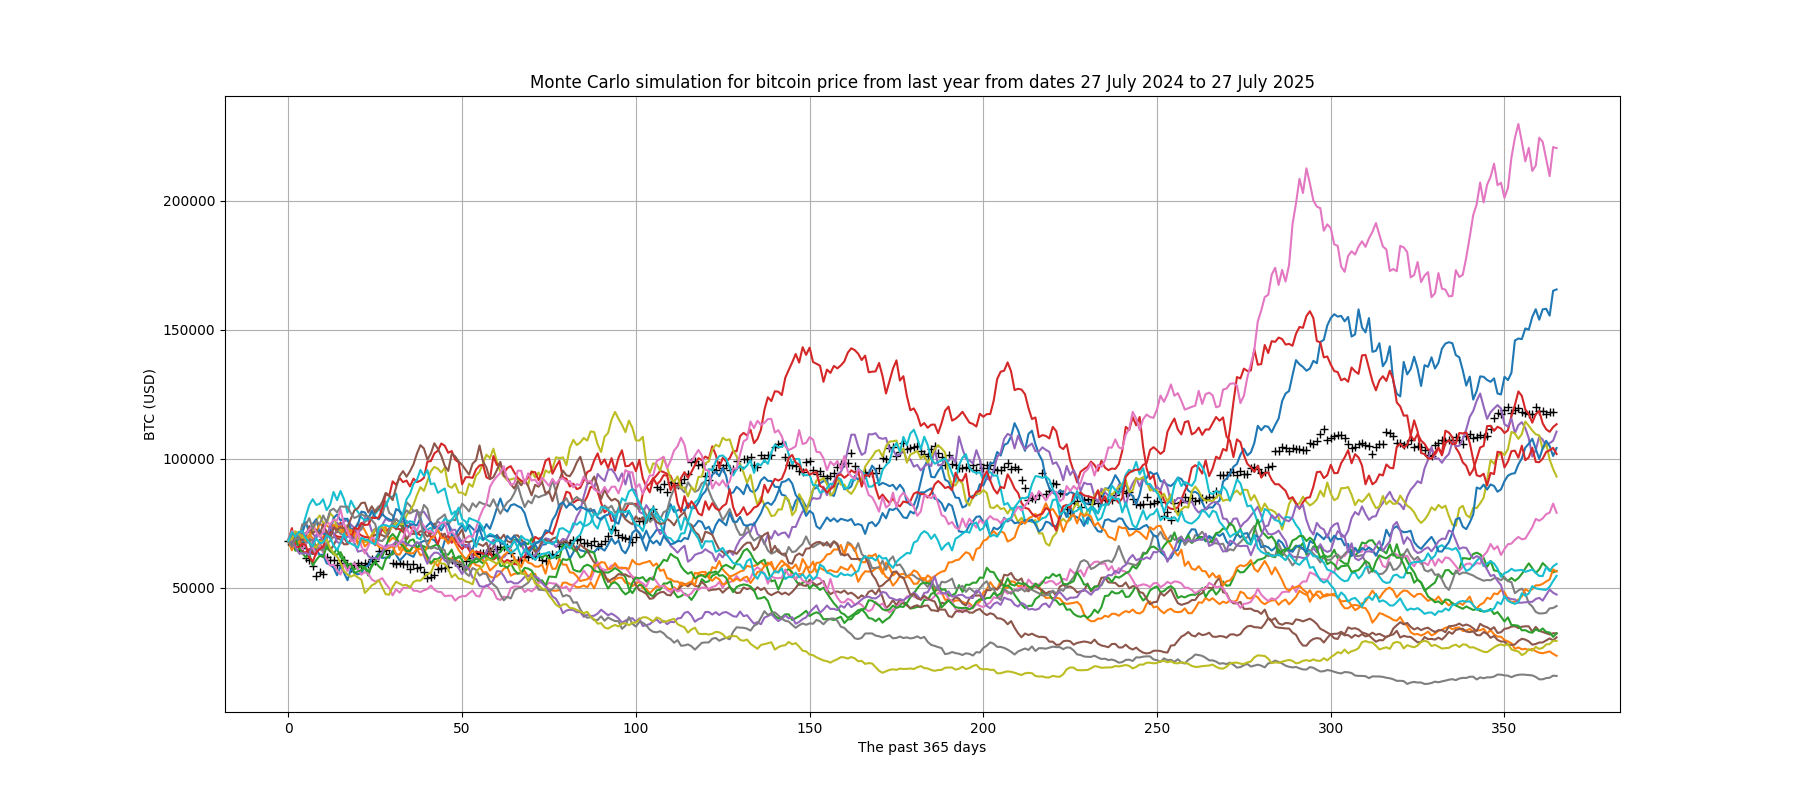 Monte Carlo simulation for bitcoin price from last year from dates 27 July 2024 to 27 July 2025
BTC (USD)
200000
150000
100000
50000
0 50 100 150 200 250 300 350
The past 365 days